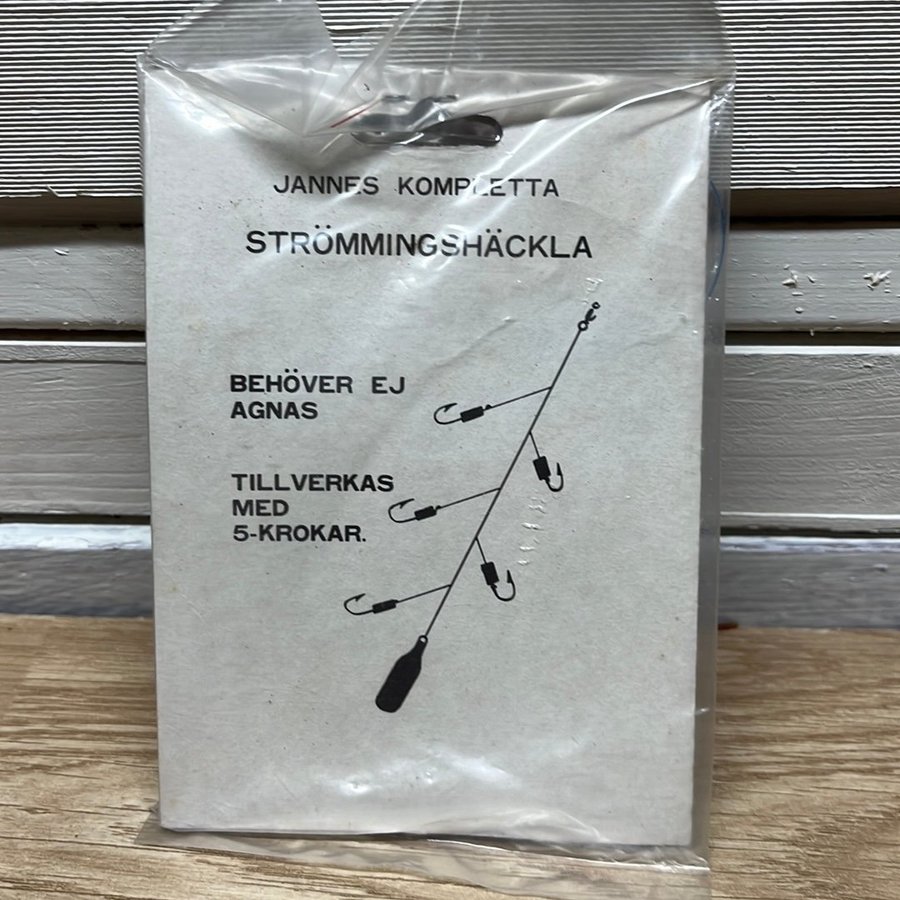 JANNES KOMPLETTA
STRÖMMINGSHÄCKLA
BEHÖVER EJ
AGNAS
TILLVERKAS
MED
5-KROKAR.